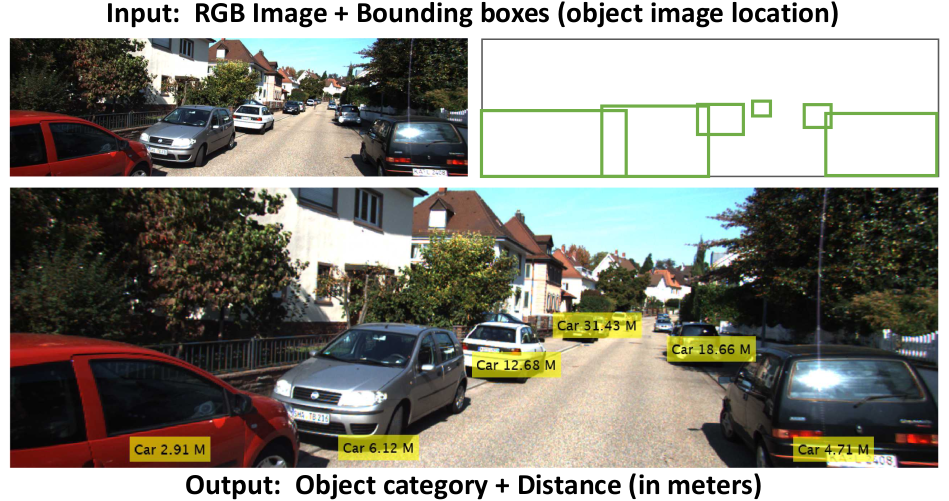 Input: RGB Image + Bounding boxes (object image location)
Car 31.43 M
Car 18.66 M
Car 12.68 M
Car 2.91 M
Car 6.12 M
Car 4.71 M
Output: Object category + Distance (in meters)